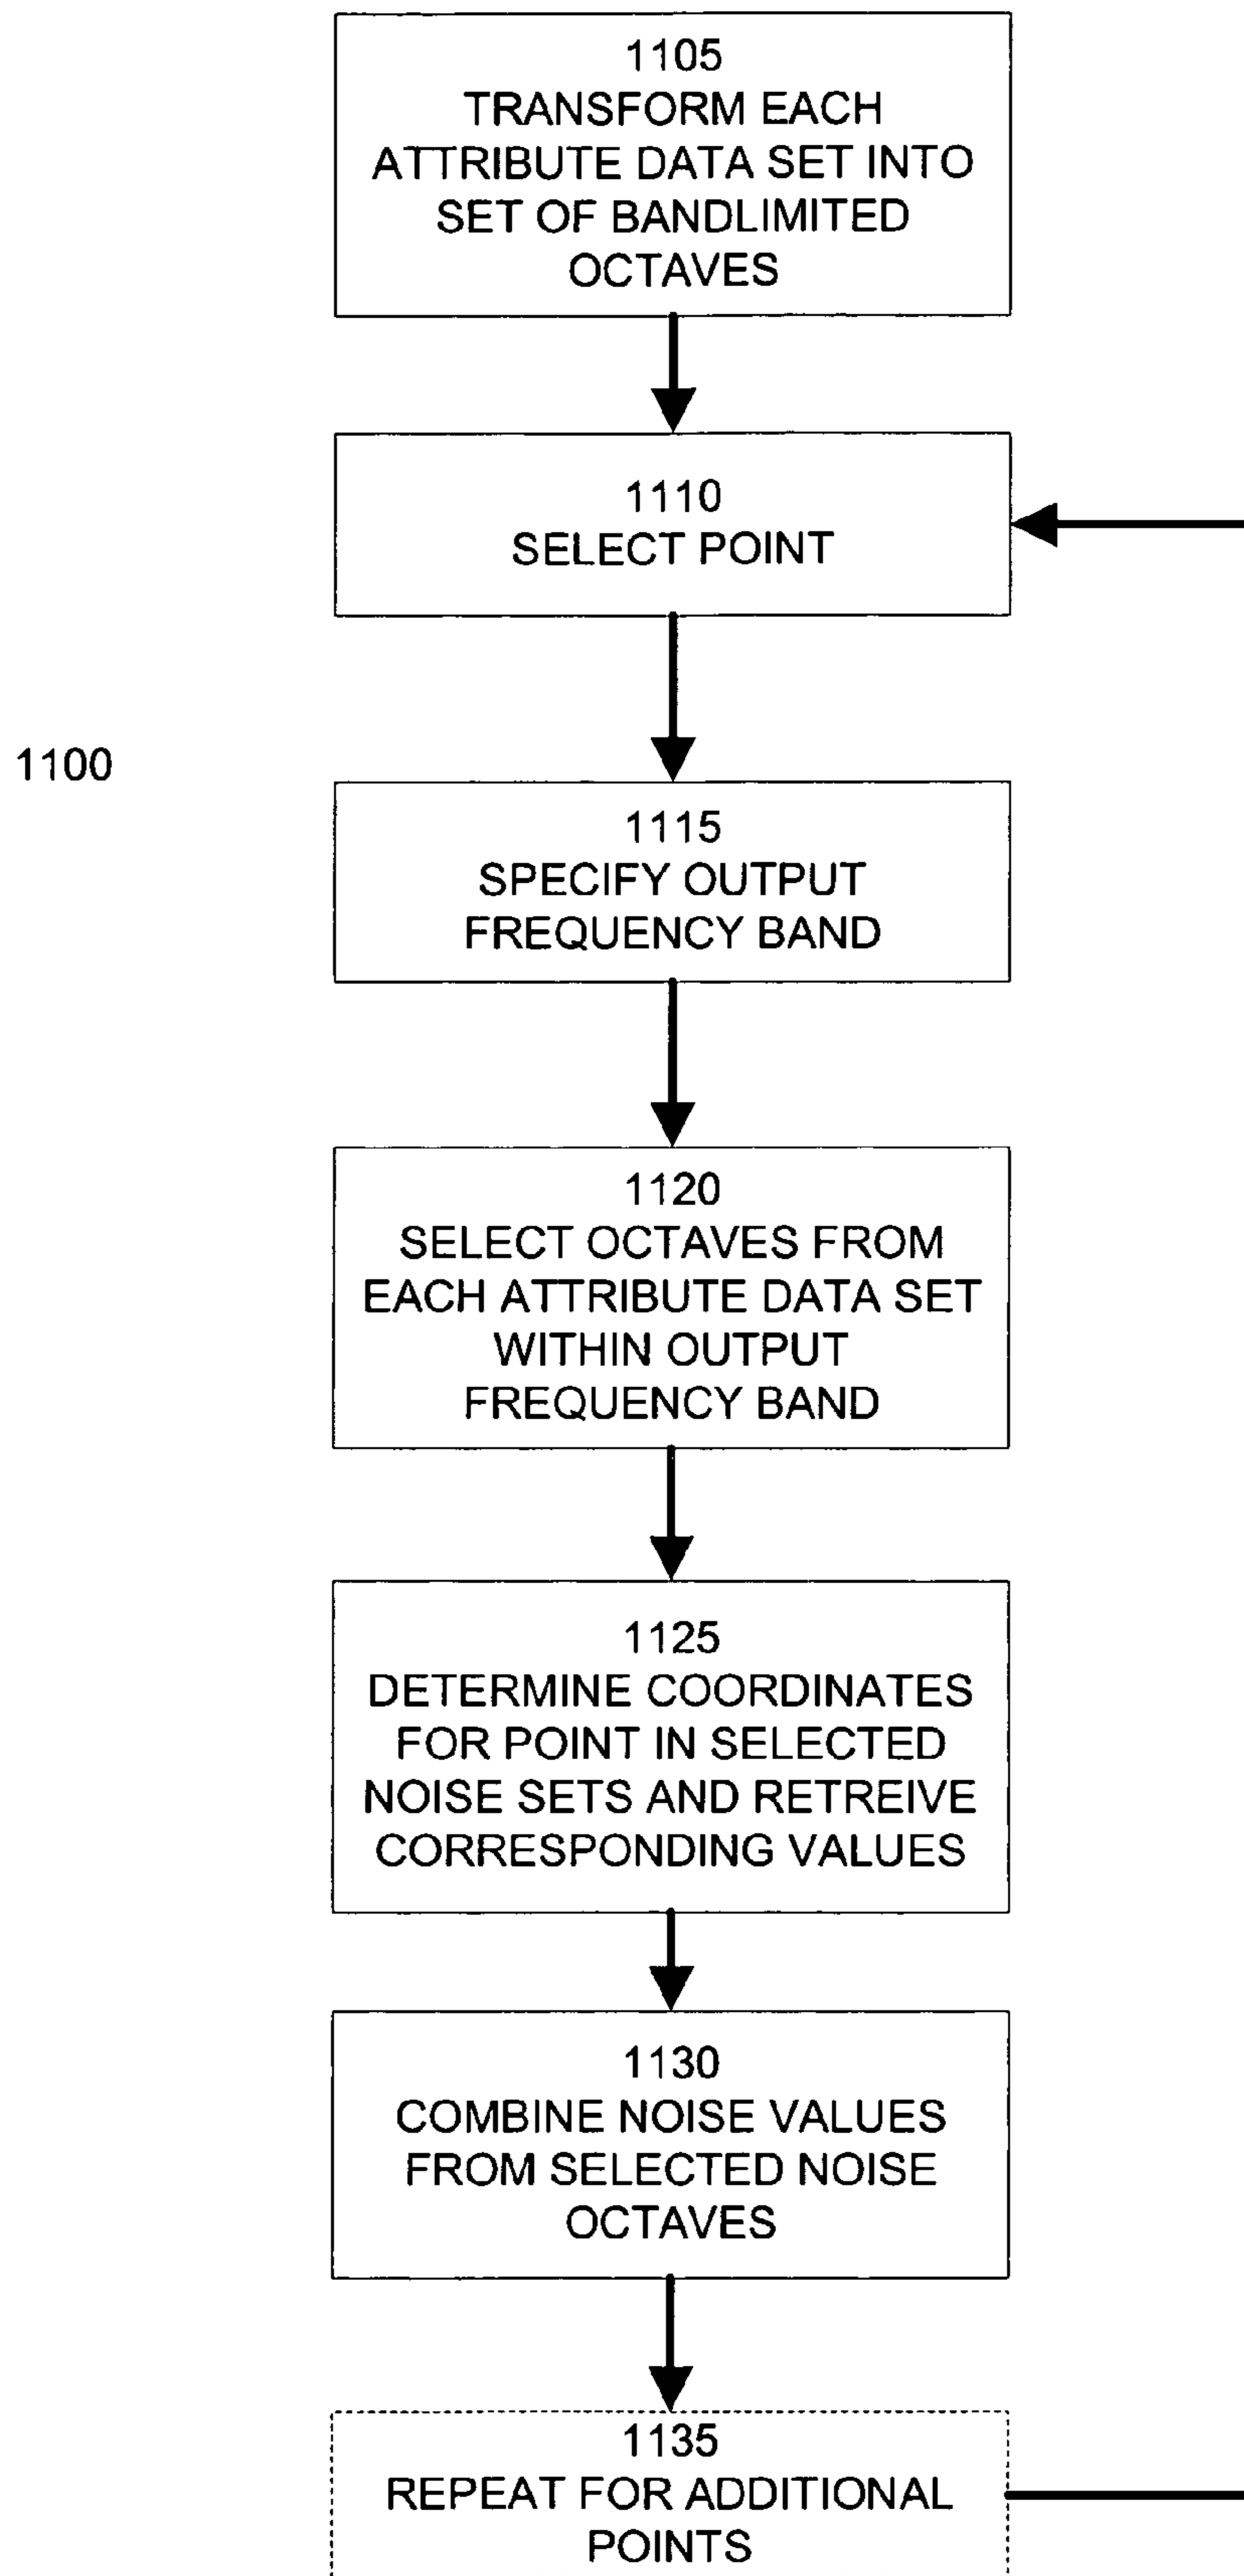 1105
TRANSFORM EACH
ATTRIBUTE DATA SET INTO
SET OF BANDLIMITED
OCTAVES
1110
SELECT POINT
1100
1115
SPECIFY OUTPUT
FREQUENCY BAND
1120
SELECT OCTAVES FROM
EACH ATTRIBUTE DATA SET
WITHIN OUTPUT
FREQUENCY BAND
1125
DETERMINE COORDINATES
FOR POINT IN SELECTED
NOISE SETS AND RETREIVE
CORRESPONDING VALUES
1130
COMBINE NOISE VALUES
FROM SELECTED NOISE
OCTAVES
1135
REPEAT FOR ADDITIONAL
POINTS